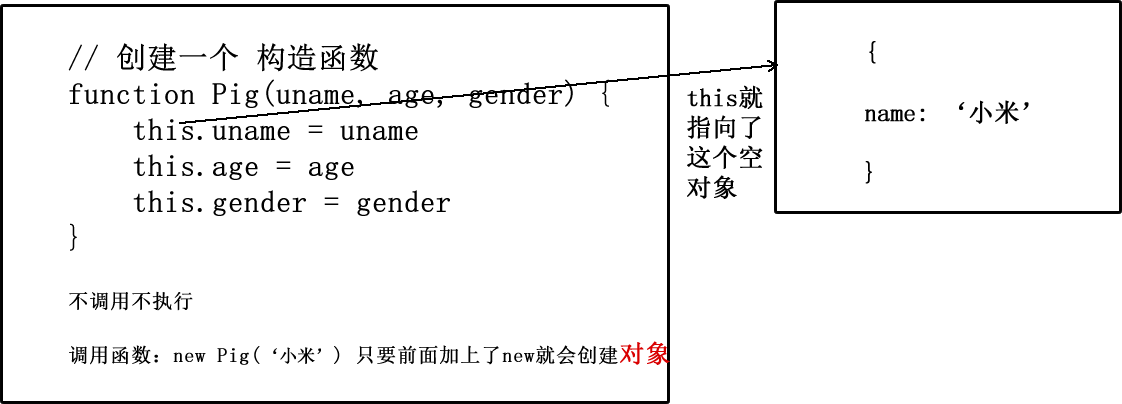 // 创建一个 构造函数
function Pig(uname, age, gender) {
this.uname = uname
this.age = age
this.gender = gender
}
不调用不执行
调用函数：new Pig(‘小米’) 只要前面加上了new就会创建对象
this就
指向了
这个空
对象
{
name: ‘小米’
}